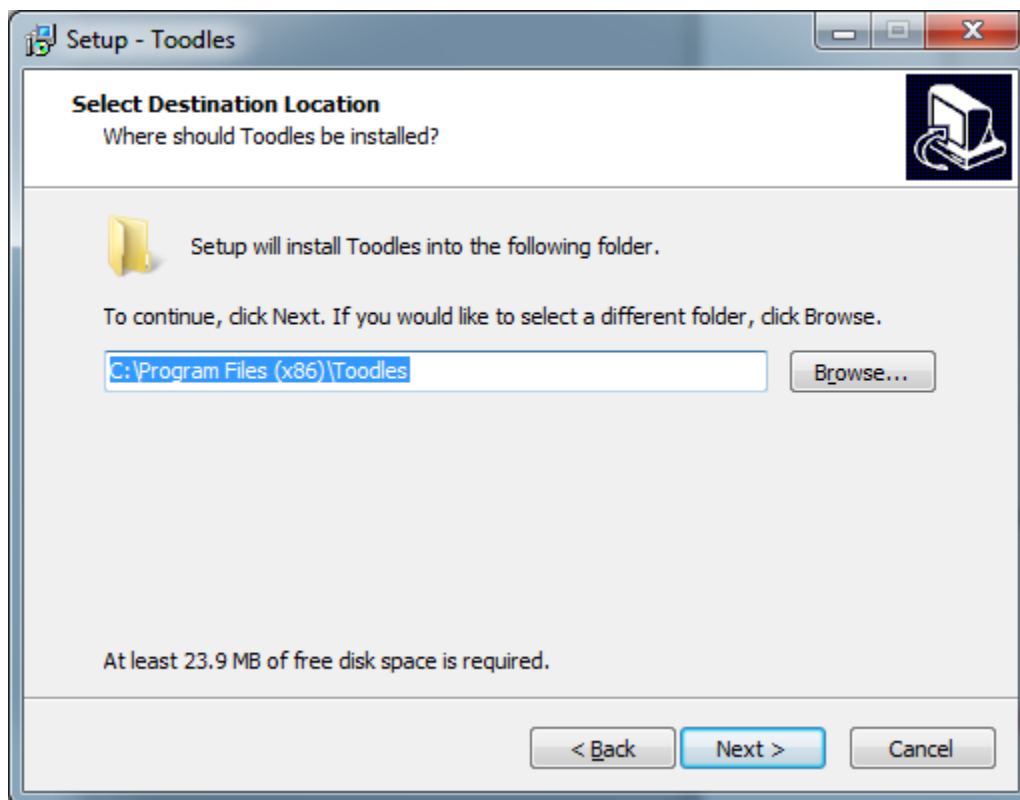 Setup - Toodles
Select Destination Location
Where should Toodles be installed?
Setup will install Toodles into the following folder.
To continue, click Next. If you would like to select a different folder, click Browse.
C:\Program Files (x86)\Toodles
Browse...
At least 23.9 MB of free disk space is required.
< Back
Next >
Cancel